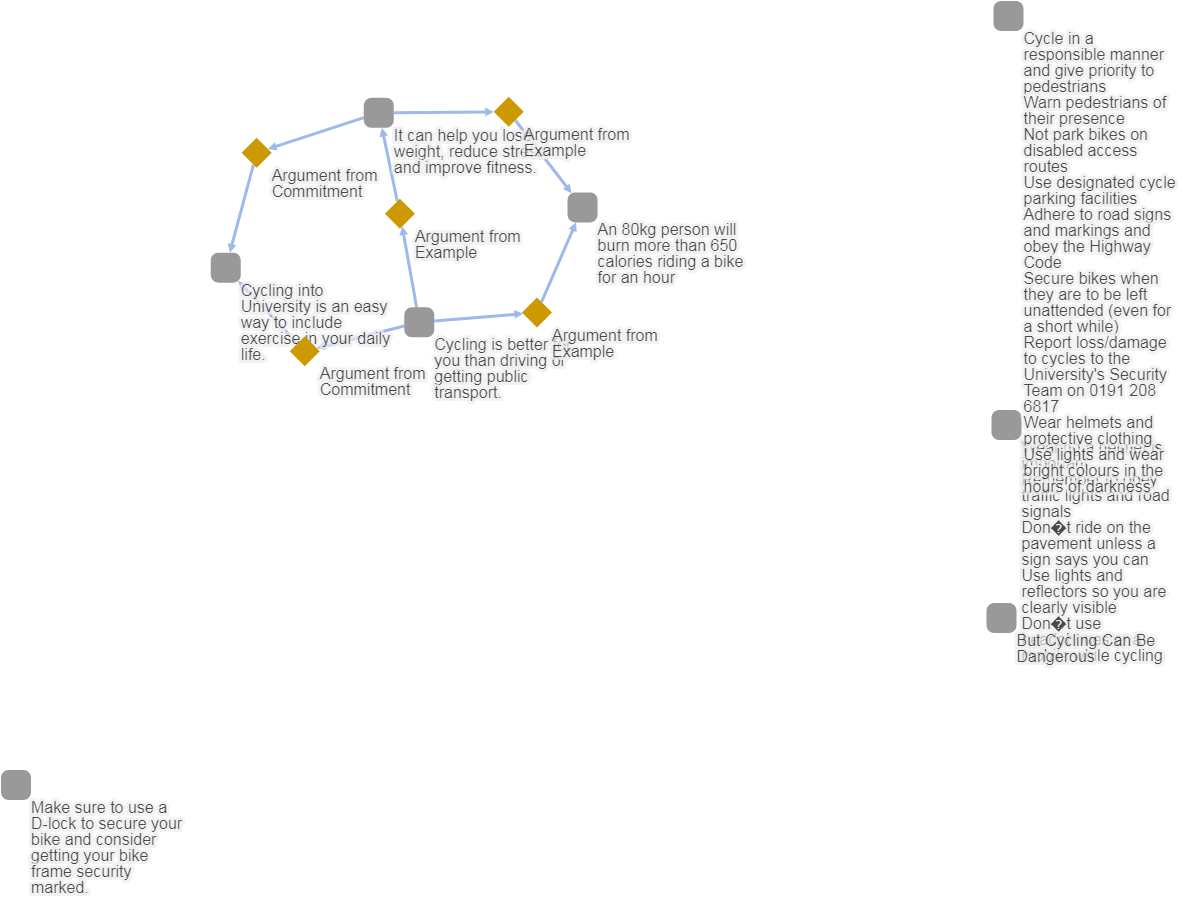 Cycle in a
responsible manner
and give priority to
pedestrians
Warn pedestrians of
their presence
Not park bikes on
disabled access
routes
Use designated cycle
parking facilities
Adhere to road signs
and markings and
obey the Highway
Code
Secure bikes when
they are to be left
unattended (even for
a short while)
Report loss/damage
to cycles to the
University's Security
Team on 0191 208
6817
Wear helmets and
protective clothing
Use lights and wear
bright colours in the
hours of darkness
It can help you lose
weight, reduce stress
and improve fitness.
Argument from
Example
Argument from
Commitment
An 80kg person will
burn more than 650
calories riding a bike
for an hour
Argument from
Example
Cycling into
University is an easy
way to include
exercise in your daily
life.
Cycling is better
you than driving or
getting public
transport.
Argument from
Example
Argument from
Commitment
traffic lights and road
signals
Don�t ride on the
pavement unless a
sign says you can
Use lights and
reflectors so you are
clearly visible
Don�t use
while cycling
But Cycling Can Be
Dangerous
Make sure to use a
D-lock to secure your
bike and consider
getting your bike
frame security
marked.